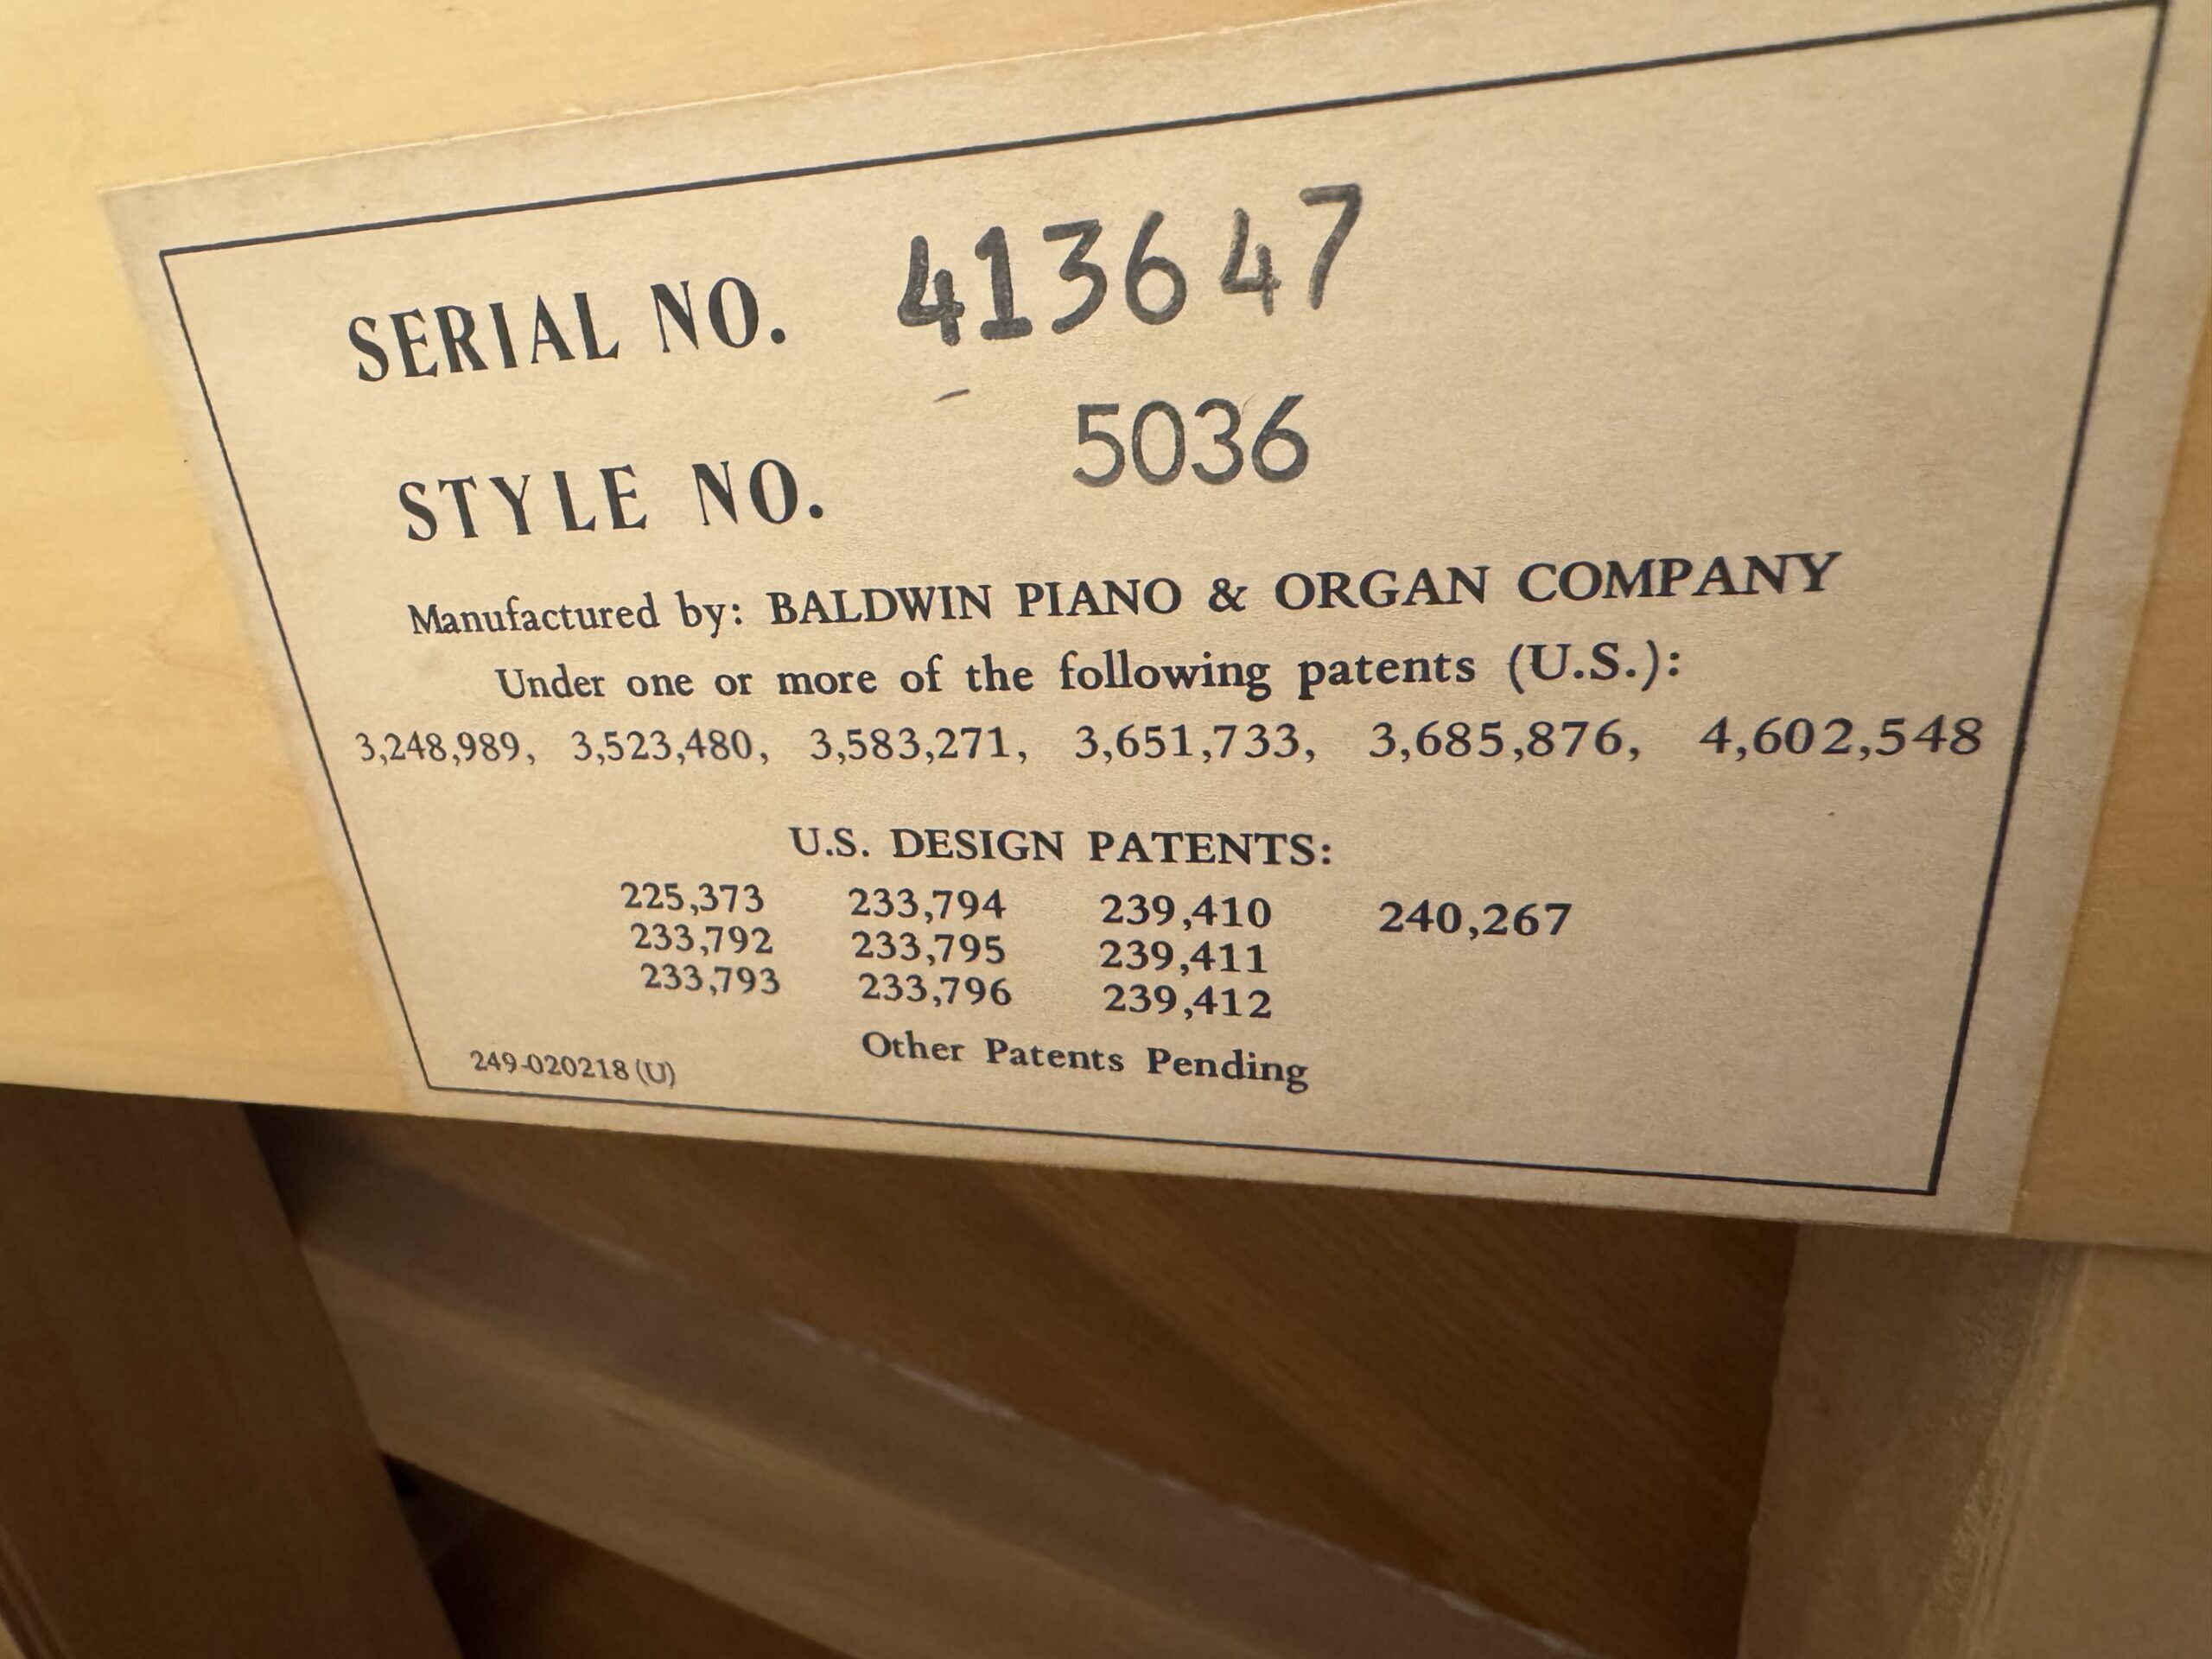 SERIAL NO. 413647
STYLE NO. 5036
Manufactured by: BALDWIN PIANO & ORGAN COMPANY
Under one or more of the following patents (U.S.):
3,248,989, 3,523,480, 3,583,271, 3,651,733, 3,685,876, 4,602,548
U.S. DESIGN PATENTS:
225,373 233,794 239,410 240,267
233,792 233,795 239,411
233,793 233,796 239,412
Other Patents Pending
249-020218 (U)